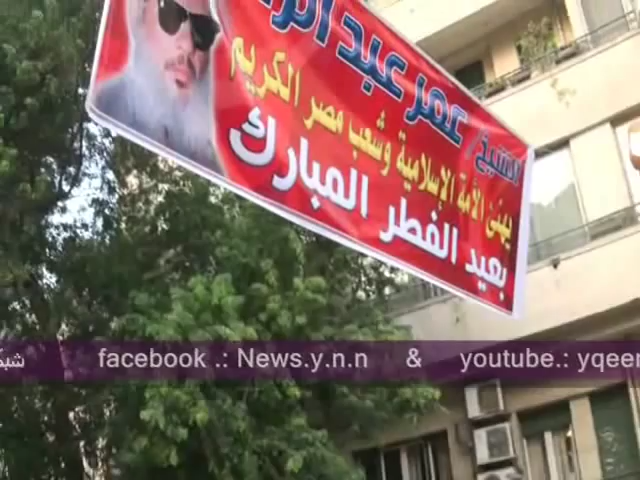 الشيخ / عمر عبد
يهنئ الأمة الإسلامية وشعب مصر الكريم
بعيد الفطر المبارك
facebook .: News.y.n.n & youtube.: yqeen